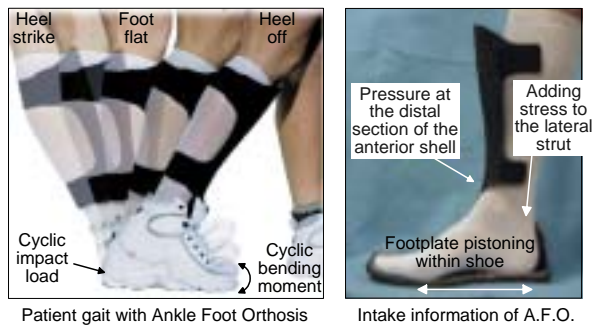 Heel
strike
Foot
flat
Heel
off
Cyclic
impact
load
Cyclic
bending
moment
Patient gait with Ankle Foot Orthosis
Pressure at
the distal
section of the
anterior shell
Adding
stress to
the lateral
strut
Footplate pistoning
within shoe
Intake information of A.F.O.